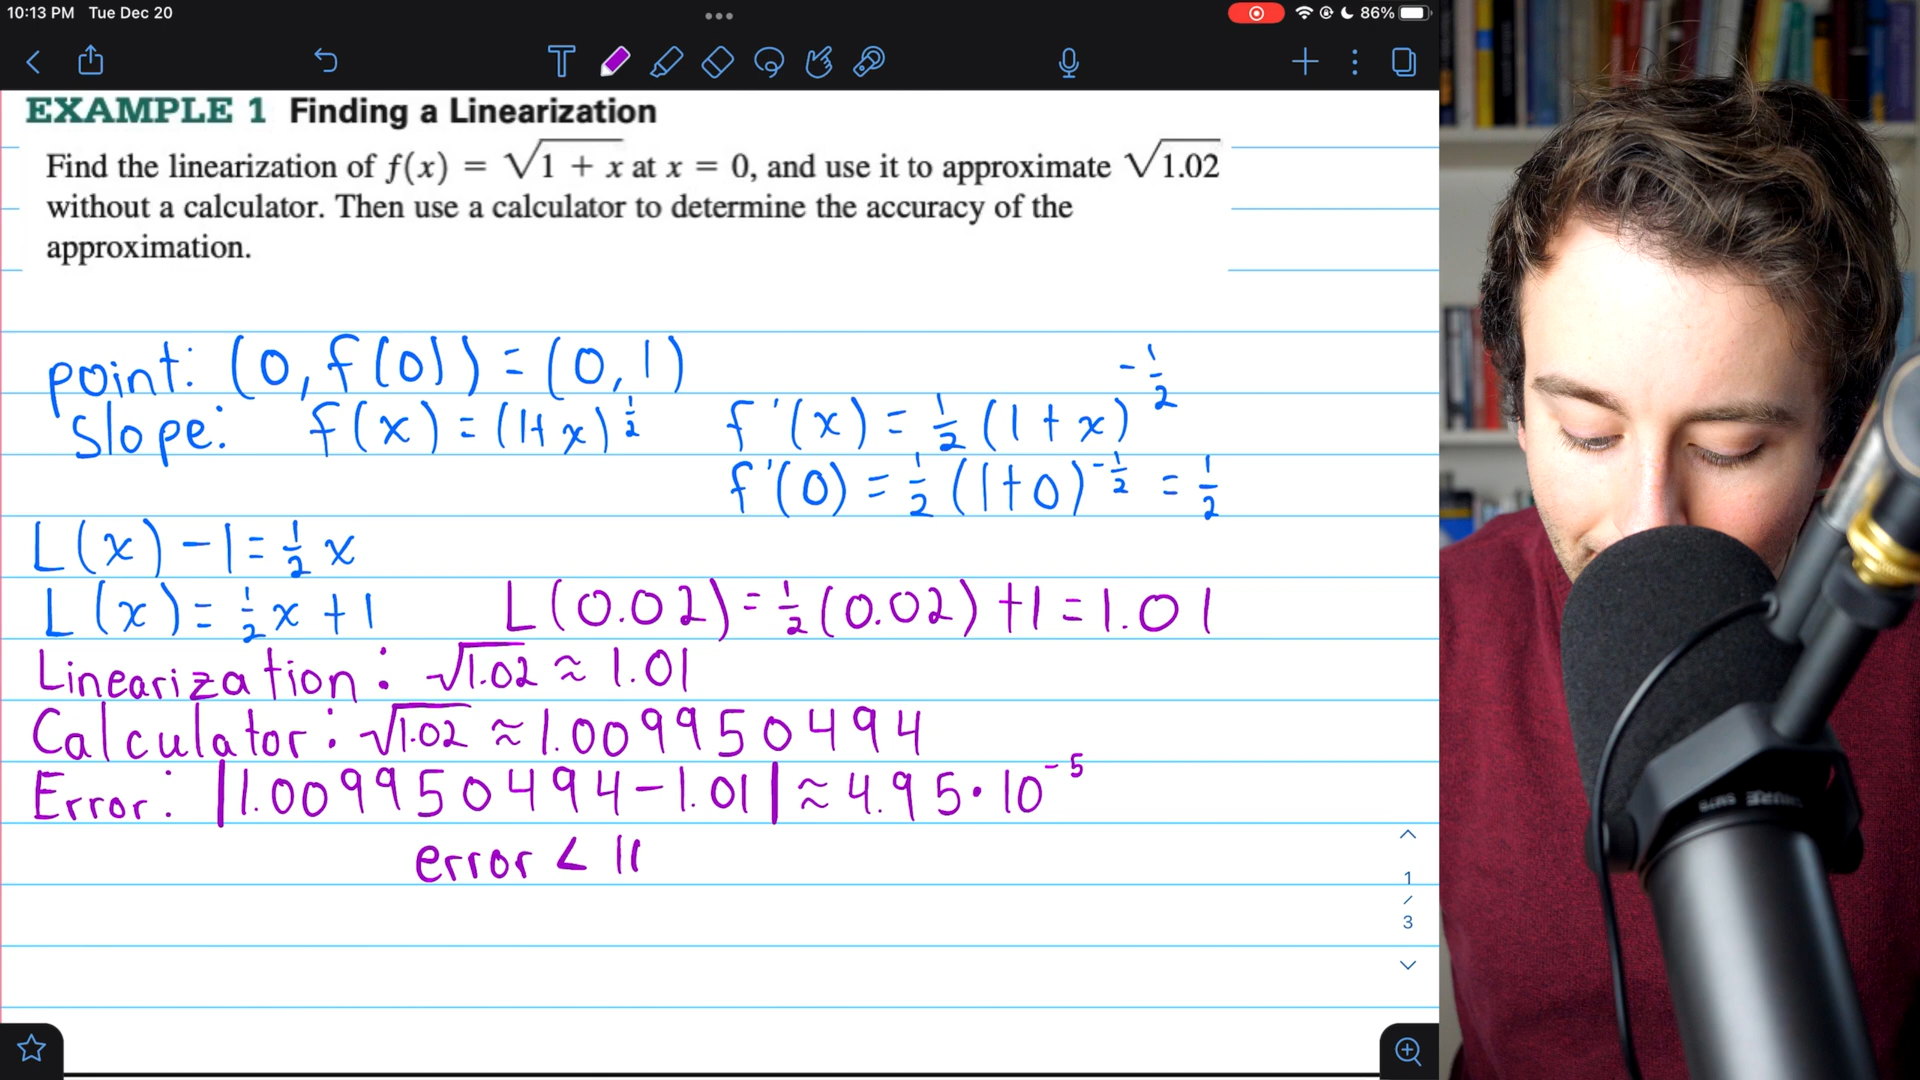 10:13 PM Tue Dec 20
86%
EXAMPLE 1 Finding a Linearization
Find the linearization of f(x) = √(1 + x) at x = 0, and use it to approximate √1.02
without a calculator. Then use a calculator to determine the accuracy of the
approximation.
point: (0, f(0)) = (0, 1)
Slope: f(x) = (1+x)^(1/2) f'(x) = 1/2 (1+x)^(-1/2)
f'(0) = 1/2 (1+0)^(-1/2) = 1/2
L(x) - 1 = 1/2 x
L(x) = 1/2 x + 1 L(0.02) = 1/2 (0.02) + 1 = 1.01
Linearization: √1.02 ≈ 1.01
Calculator: √1.02 ≈ 1.009950494
Error: |1.009950494 - 1.01| ≈ 4.95 · 10^-5
error <
1
/
3